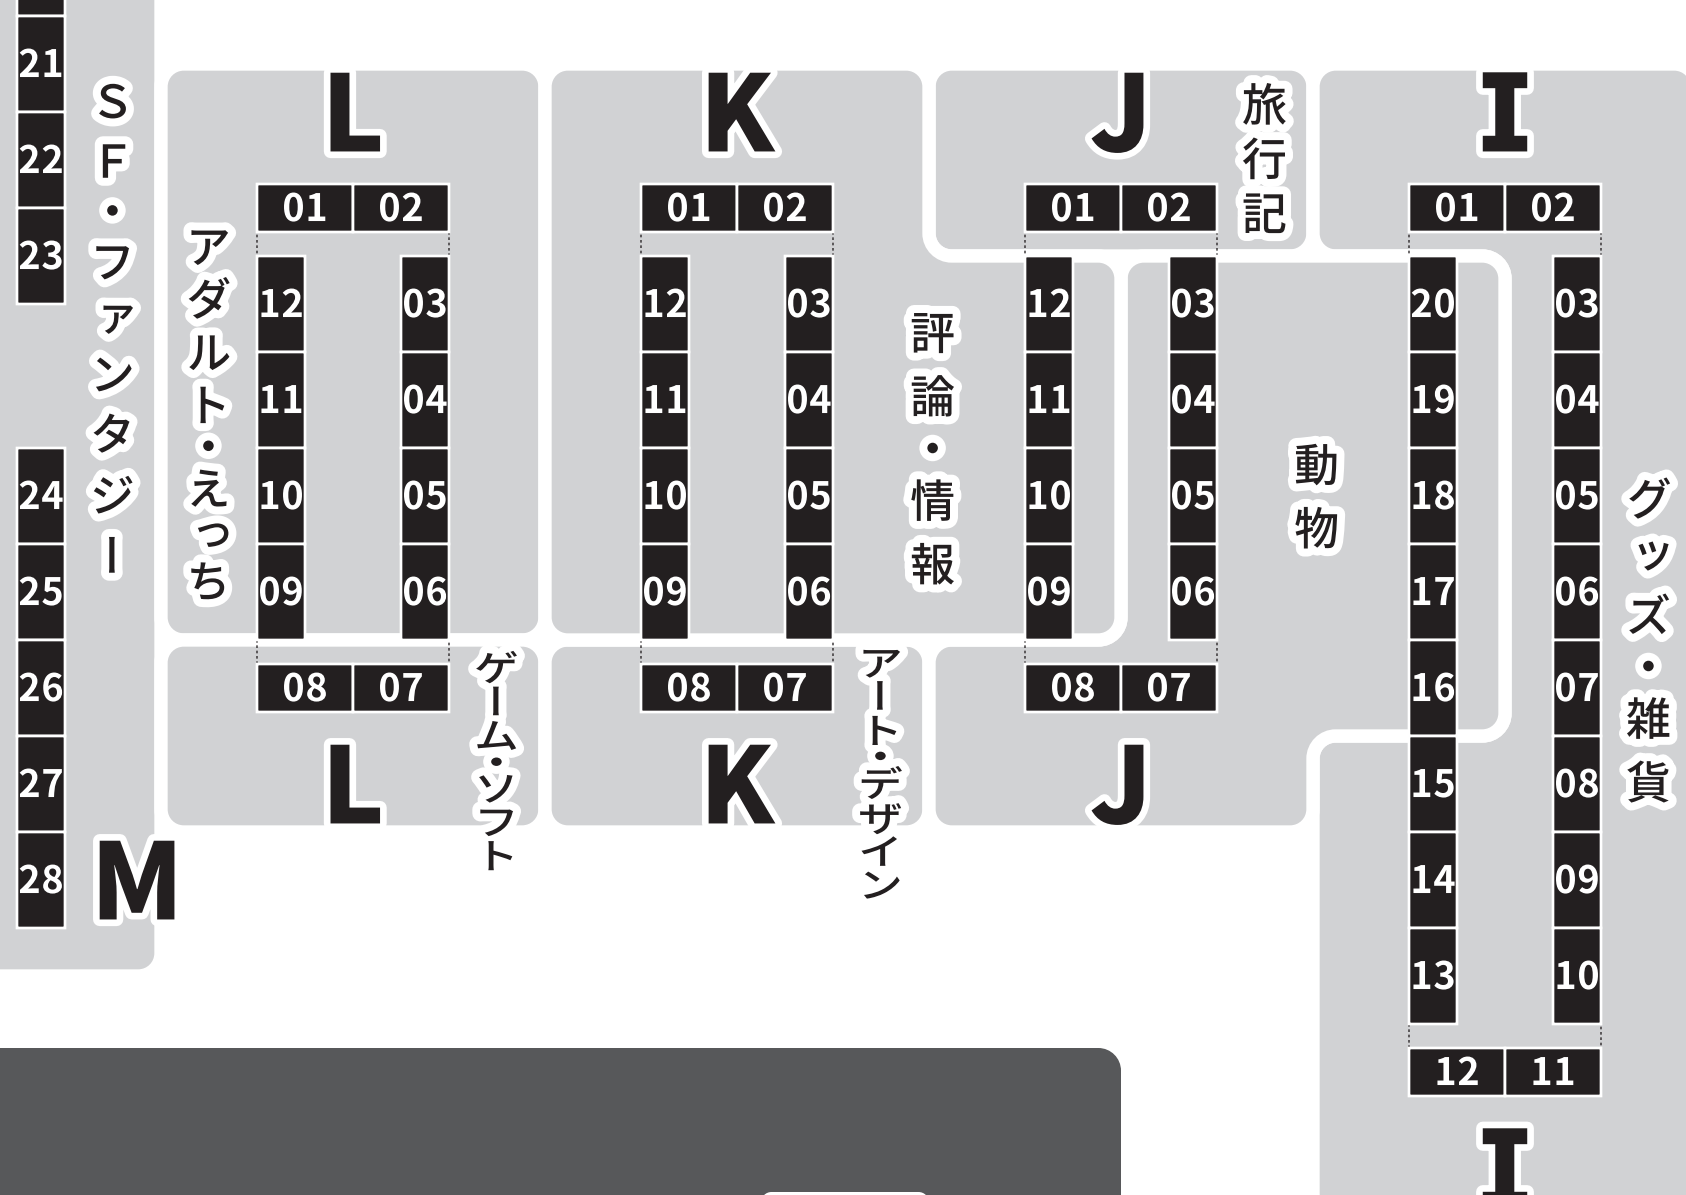 21
22
23
24
25
26
27
28
SF・ファンタジー
M
L
01 02
アダルト・えっち
12 03
11 04
10 05
09 06
08 07
L
ゲーム・ソフト
K
01 02
12 03
11 04
10 05
09 06
08 07
K
評論・情報
アート・デザイン
J
旅行記
01 02
12 03
11 04
10 05
09 06
08 07
J
動物
I
01 02
20 03
19 04
18 05
17 06
16 07
15 08
14 09
13 10
12 11
I
グッズ・雑貨